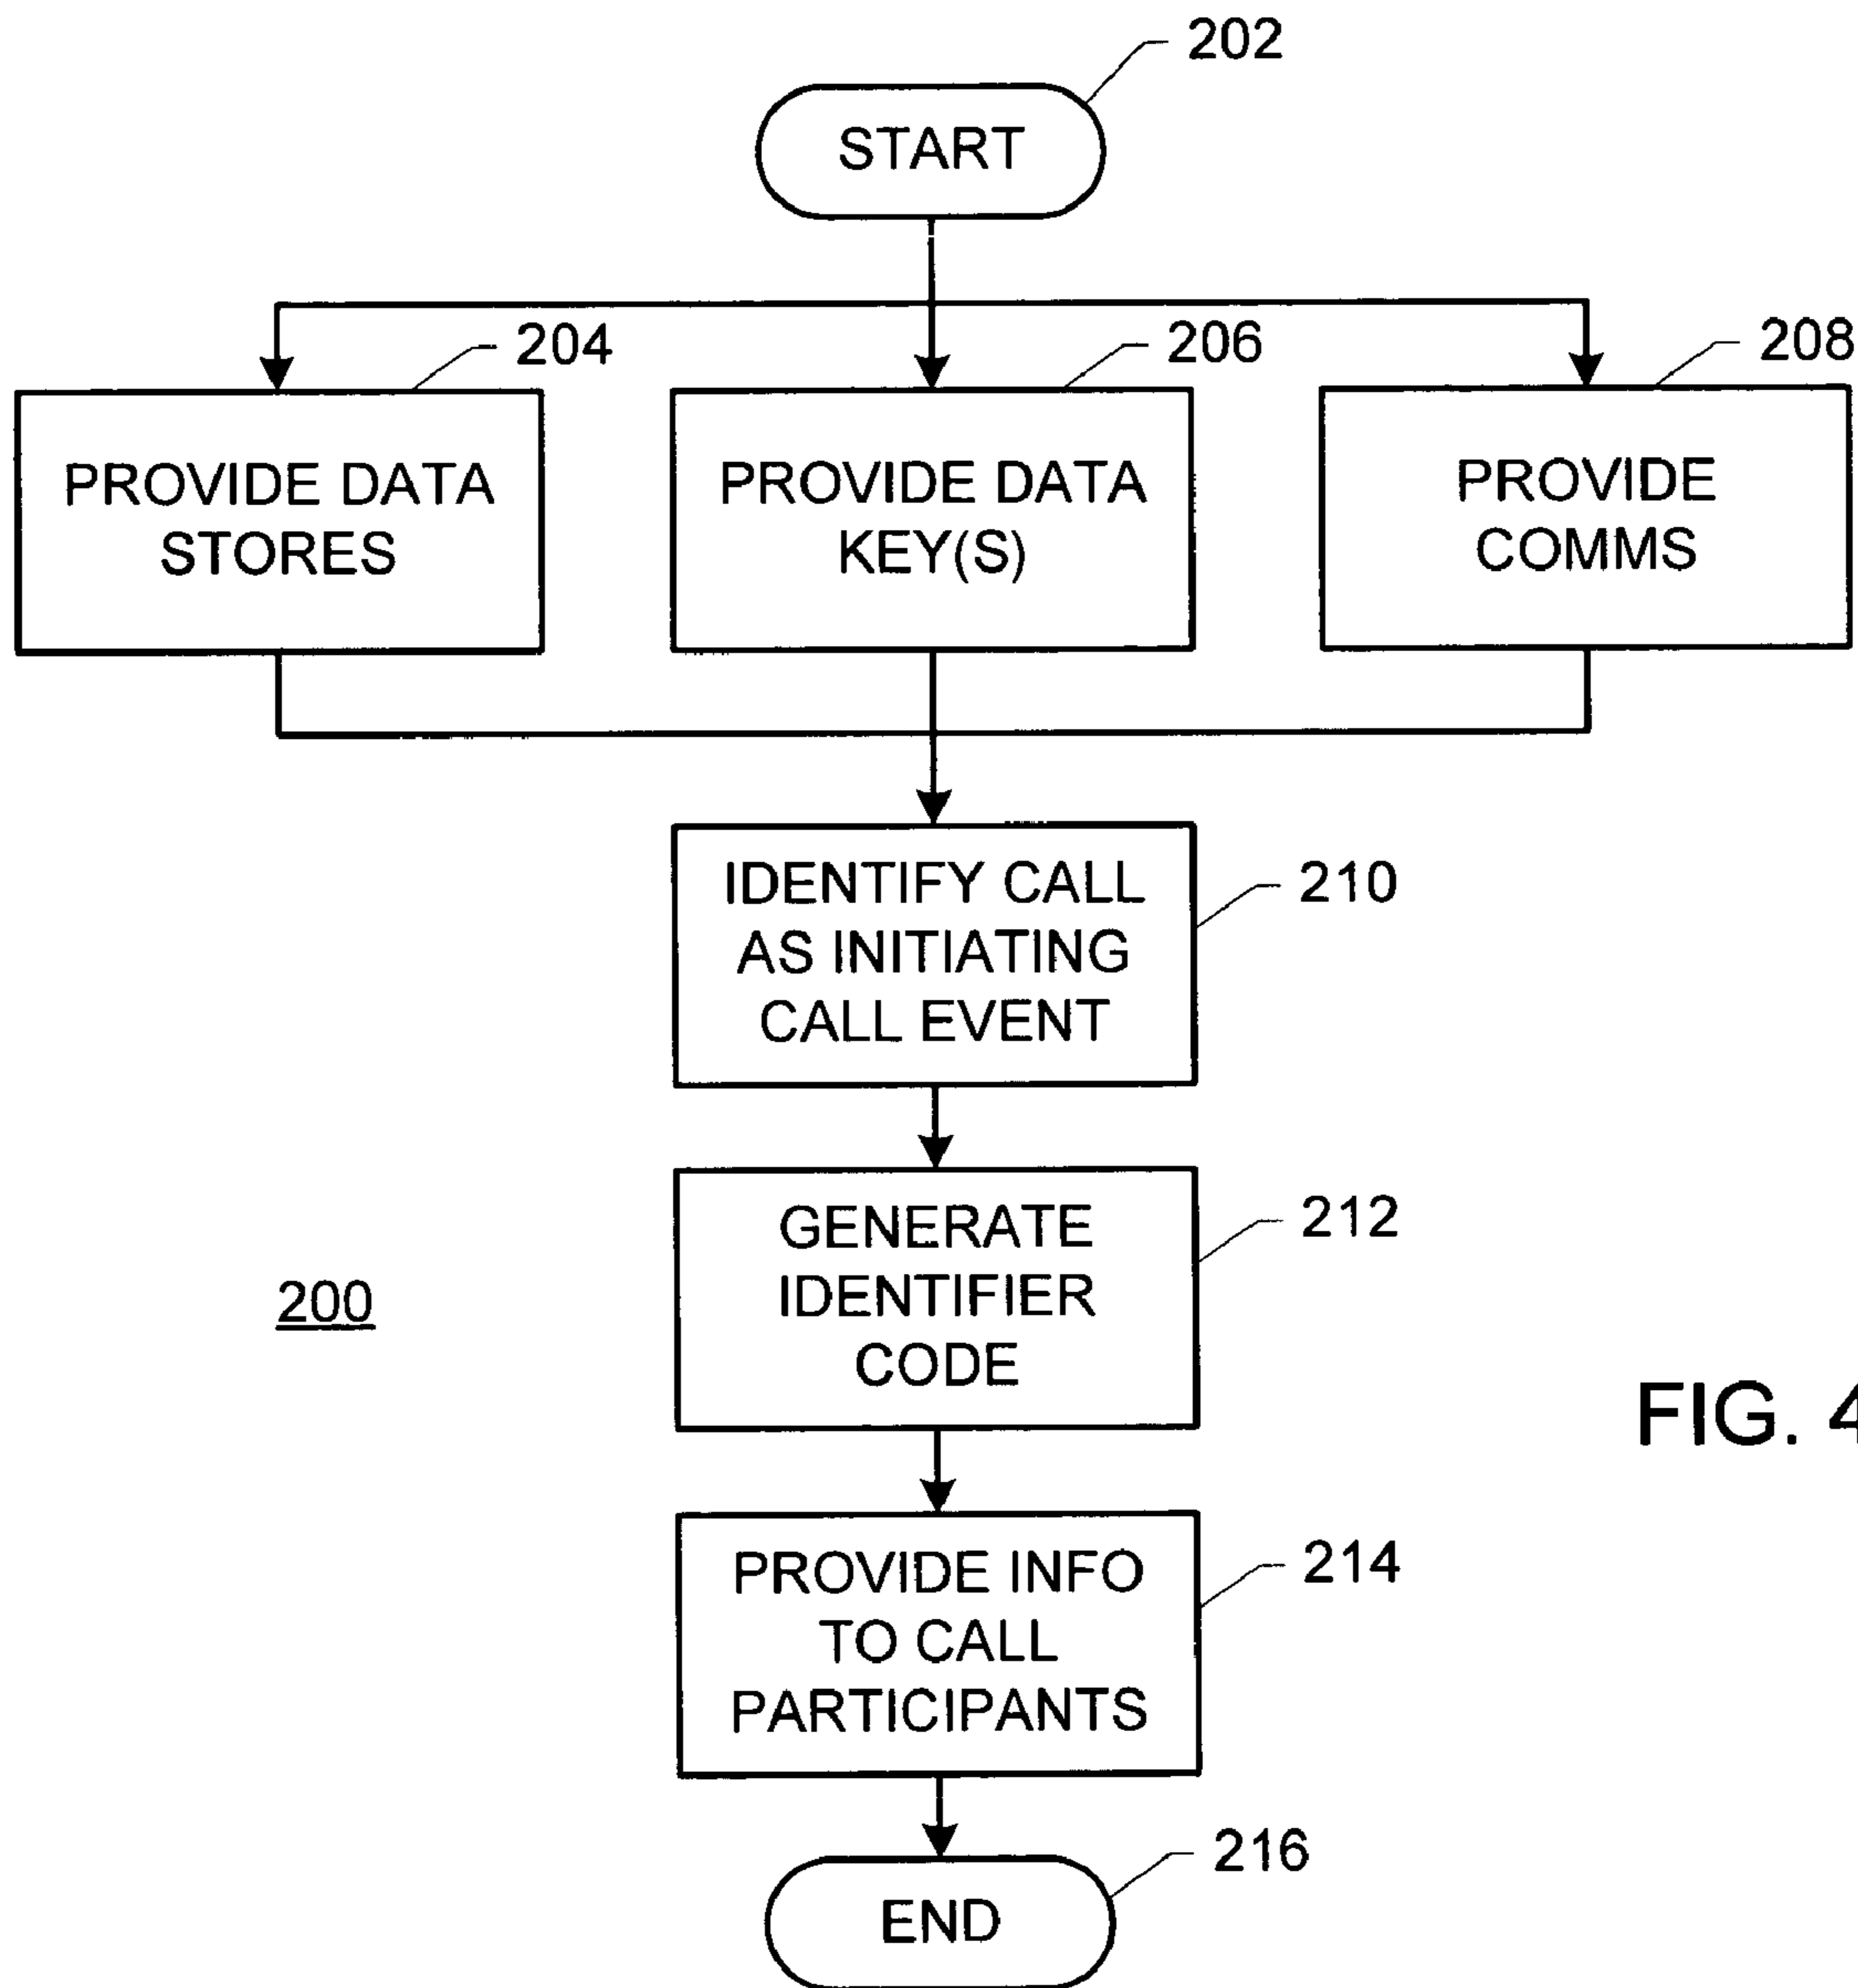 202
START
204
206
208
PROVIDE DATA
STORES
PROVIDE DATA
KEY(S)
PROVIDE
COMMS
IDENTIFY CALL
AS INITIATING
CALL EVENT
210
GENERATE
IDENTIFIER
CODE
212
200
FIG. 4
PROVIDE INFO
TO CALL
PARTICIPANTS
214
216
END